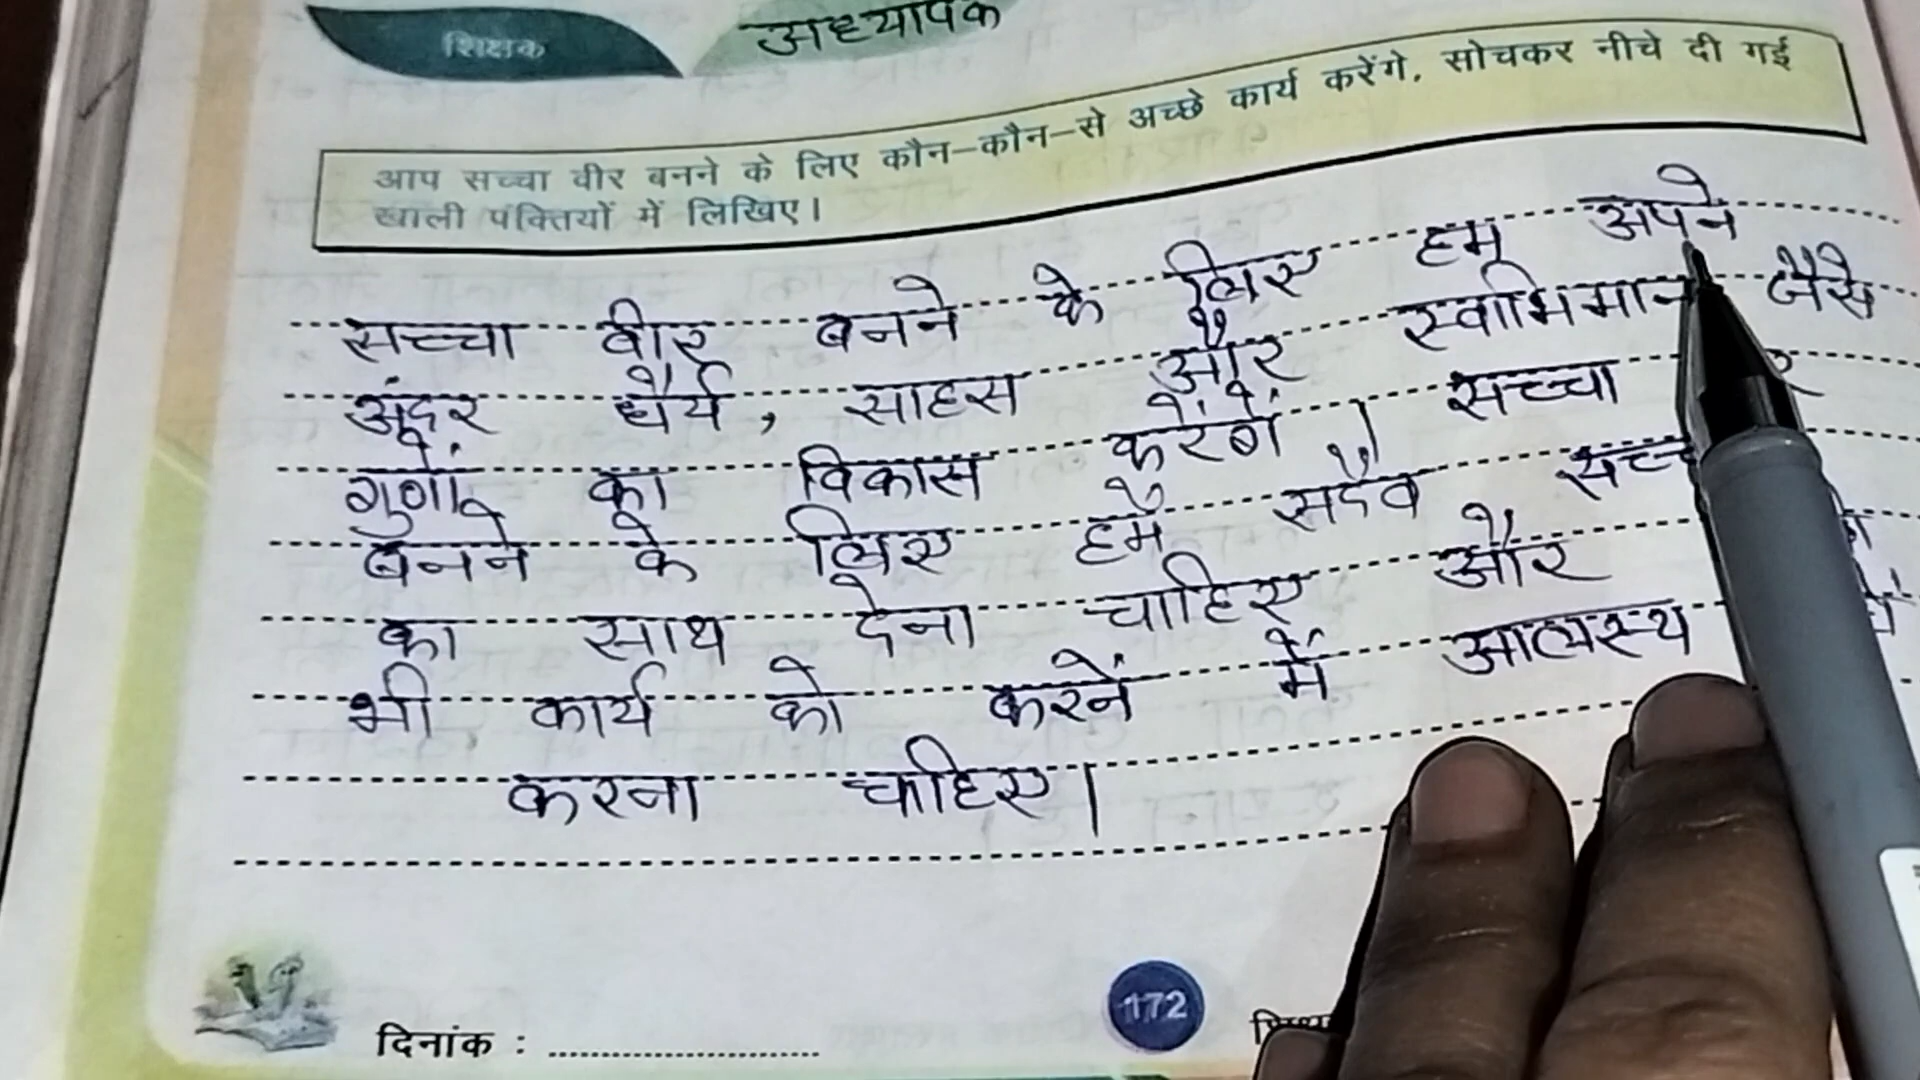 शिक्षक
अध्यापक
आप सच्चा वीर बनने के लिए कौन–कौन–से अच्छे कार्य करेंगे, सोचकर नीचे दी गई
खाली पंक्तियों में लिखिए।
सच्चा वीर बनने के लिए हम अपने
अंदर धैर्य, साहस और स्वाभिमान जैसे
गुणों का विकास करेंगें । सच्चा
बनने के लिए हमें सदैव
का साथ देना चाहिए और
भी कार्य को करनें में आलस्य
करना चाहिए।
172
दिनांक :